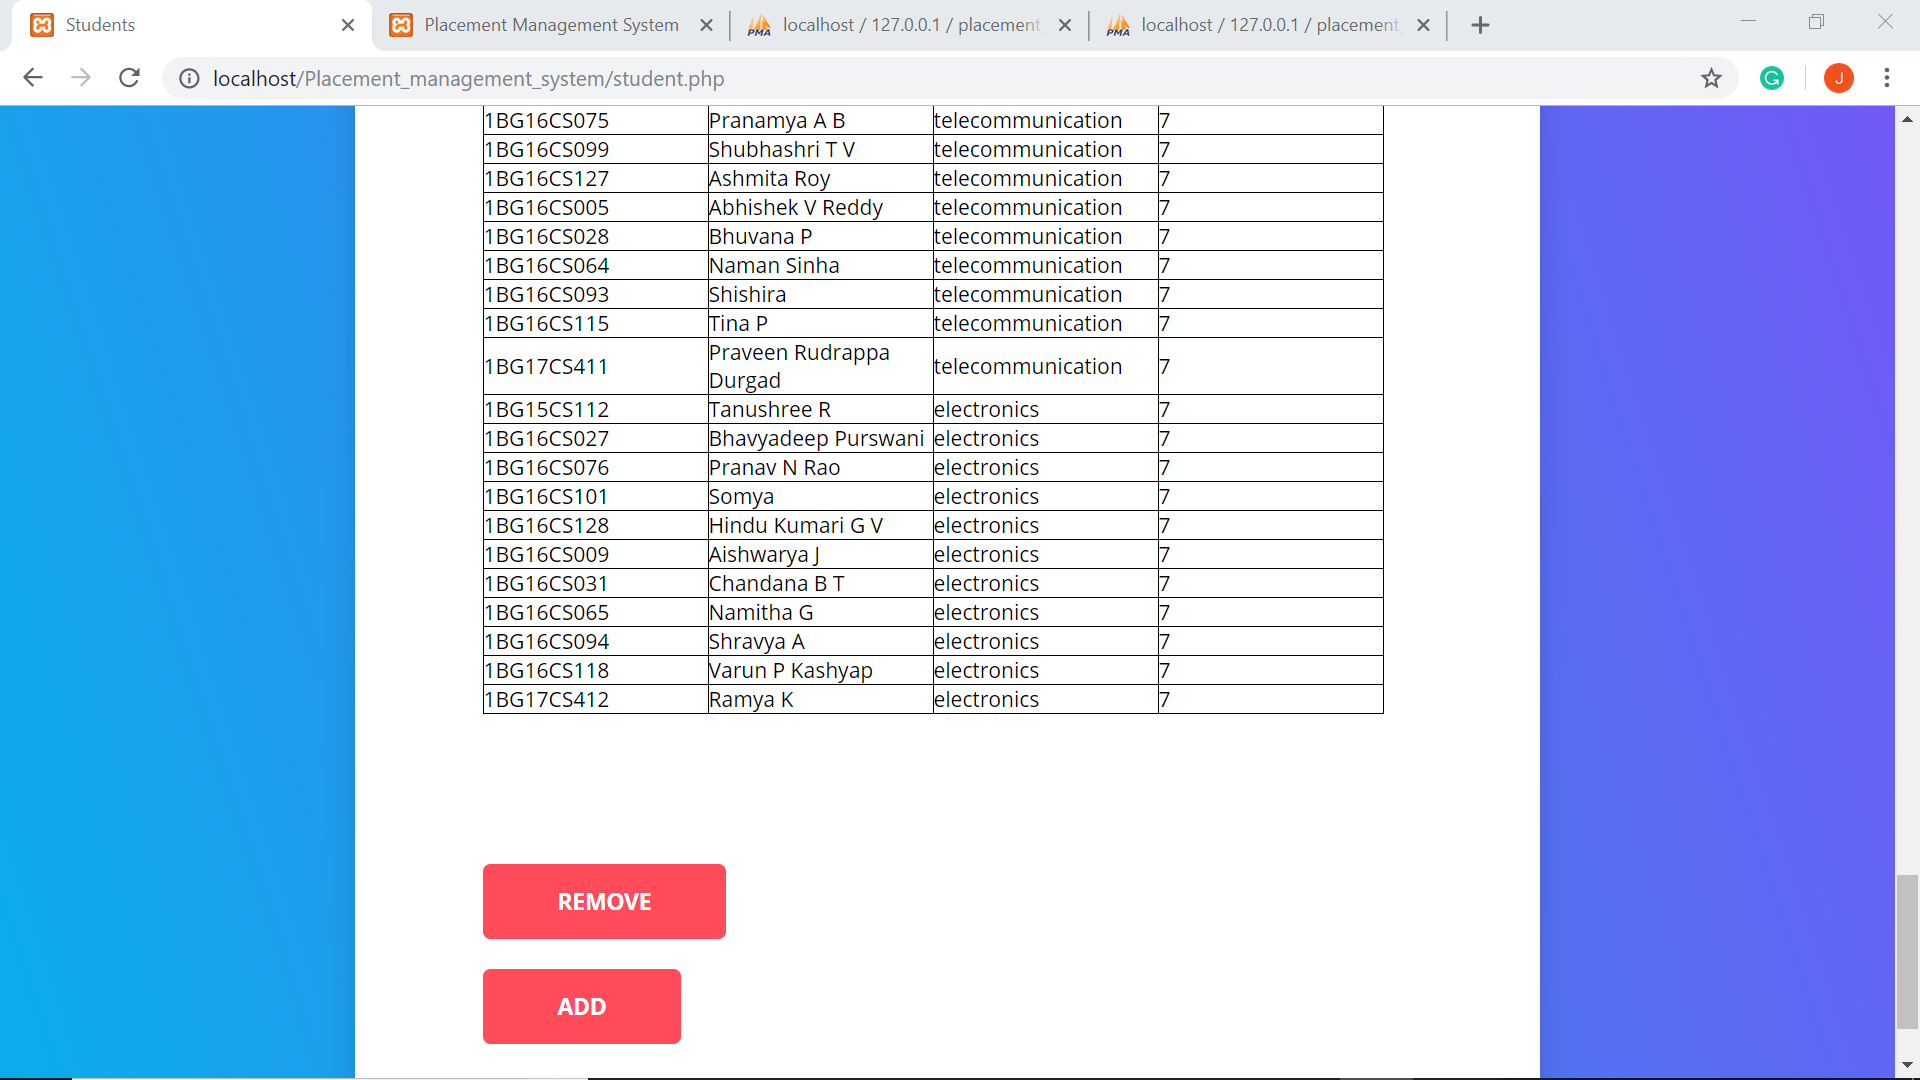 Students
Placement Management System
localhost / 127.0.0.1 / placement
localhost / 127.0.0.1 / placement
localhost/Placement_management_system/student.php
J
1BG16CS075 Pranamya A B telecommunication 7
1BG16CS099 Shubhashri T V telecommunication 7
1BG16CS127 Ashmita Roy telecommunication 7
1BG16CS005 Abhishek V Reddy telecommunication 7
1BG16CS028 Bhuvana P telecommunication 7
1BG16CS064 Naman Sinha telecommunication 7
1BG16CS093 Shishira telecommunication 7
1BG16CS115 Tina P telecommunication 7
1BG17CS411 Praveen Rudrappa Durgad telecommunication 7
1BG15CS112 Tanushree R electronics 7
1BG16CS027 Bhavyadeep Purswani electronics 7
1BG16CS076 Pranav N Rao electronics 7
1BG16CS101 Somya electronics 7
1BG16CS128 Hindu Kumari G V electronics 7
1BG16CS009 Aishwarya J electronics 7
1BG16CS031 Chandana B T electronics 7
1BG16CS065 Namitha G electronics 7
1BG16CS094 Shravya A electronics 7
1BG16CS118 Varun P Kashyap electronics 7
1BG17CS412 Ramya K electronics 7
REMOVE
ADD